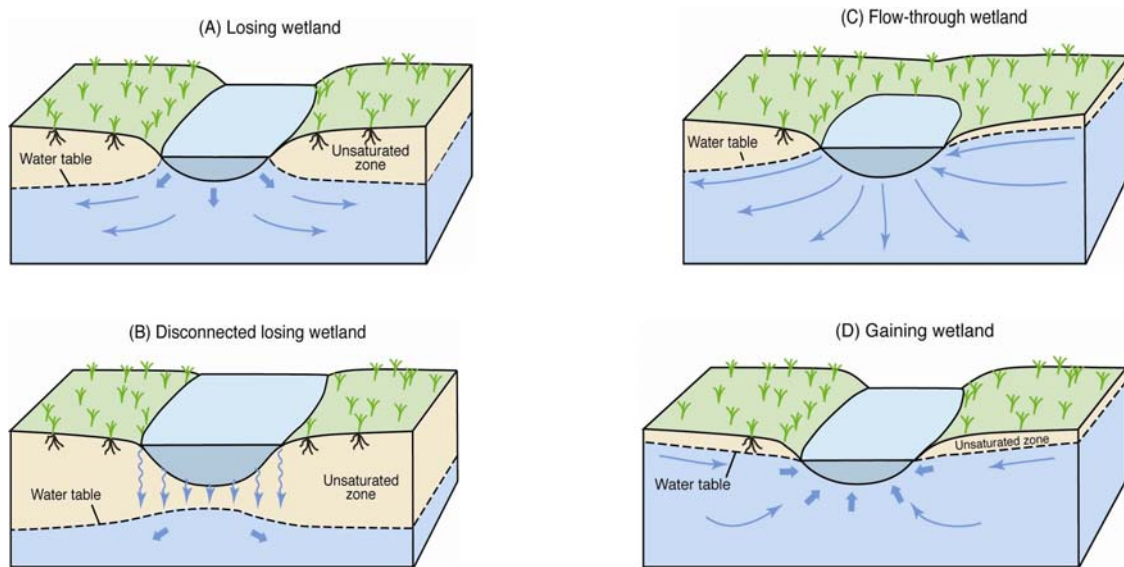 (A) Losing wetland
Water table
Unsaturated
zone
(B) Disconnected losing wetland
Water table
Unsaturated
zone
(C) Flow-through wetland
Water table
(D) Gaining wetland
Unsaturated zone
Water table